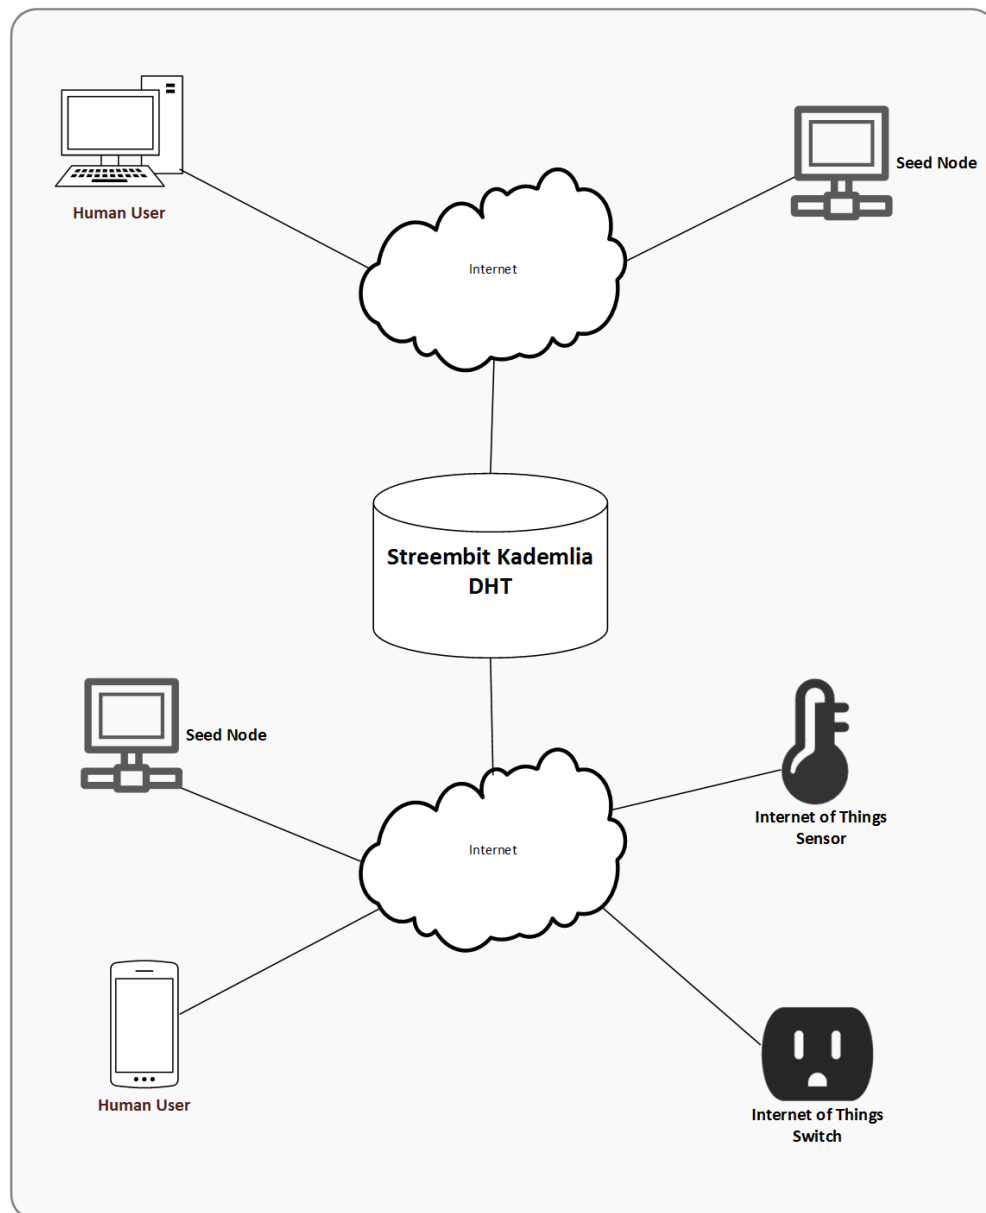 Seed Node
Human User
Internet
Streembit Kademlia
DHT
Seed Node
Internet of Things
Sensor
Internet
Human User
Internet of Things
Switch